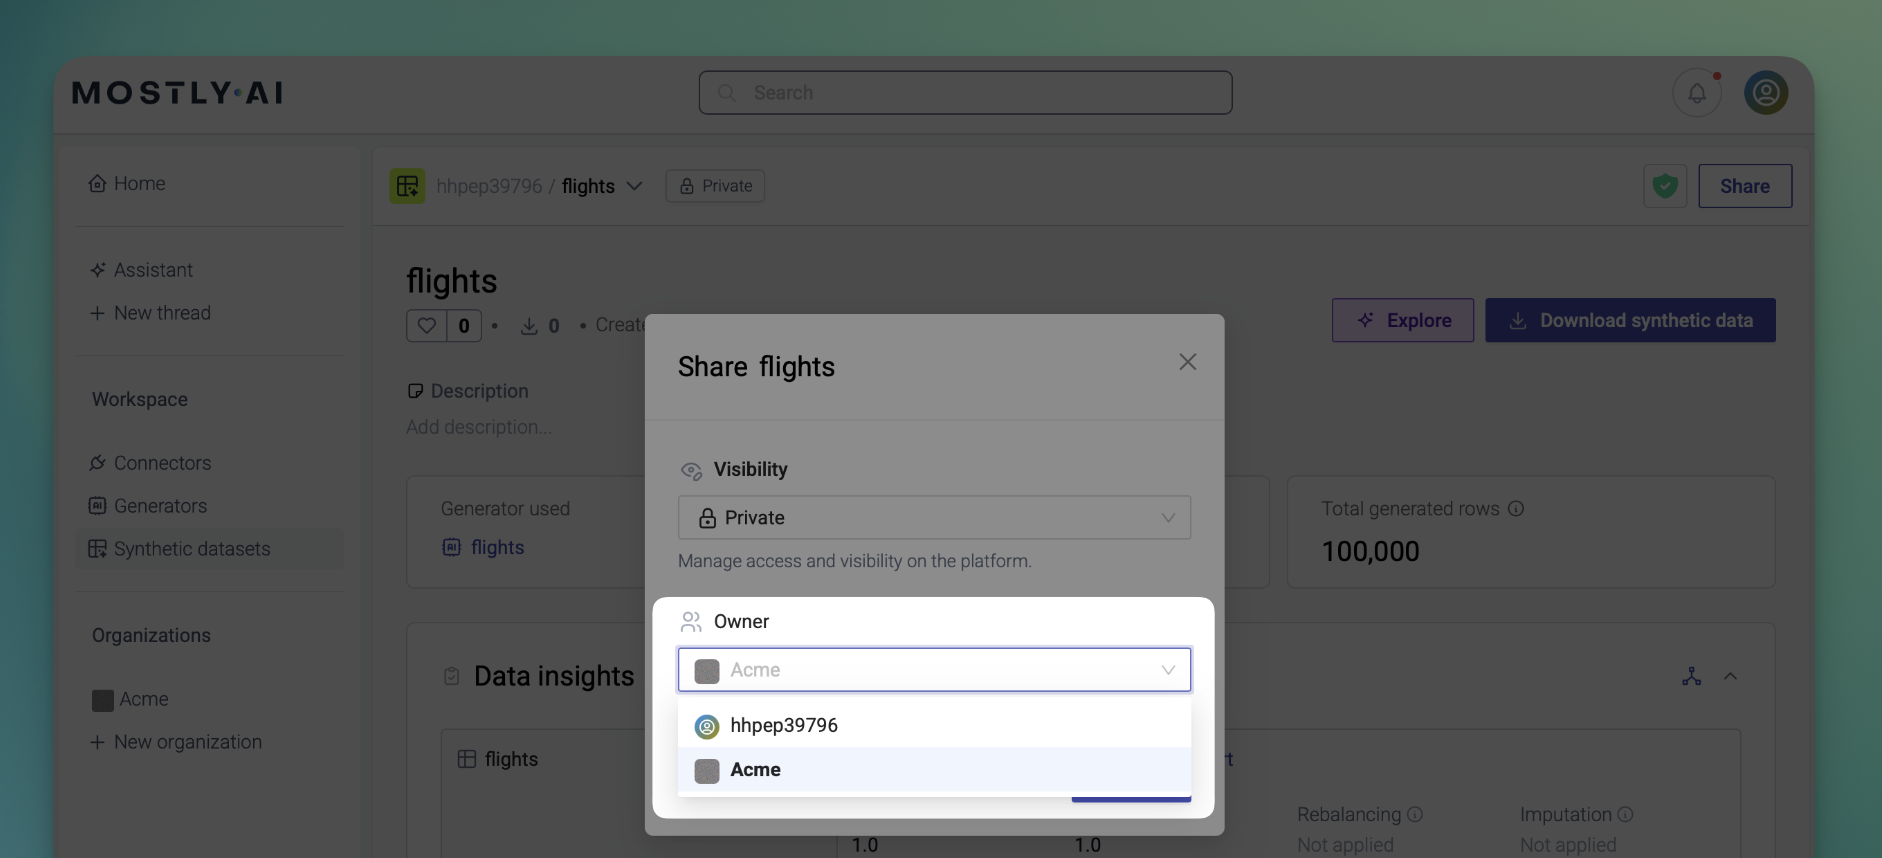 MOSTLY·AI
Search
Home
Assistant
New thread
Workspace
Connectors
Generators
Synthetic datasets
Organizations
Acme
New organization
hhpep39796 / flights
Private
Share
flights
0 • 0 • Create
Explore
Download synthetic data
Description
Add description...
Generator used
flights
Total generated rows
100,000
Data insights
flights
Rebalancing
Imputation
1.0
1.0
Not applied
Not applied
Share flights
Visibility
Private
Manage access and visibility on the platform.
Owner
Acme
hhpep39796
Acme